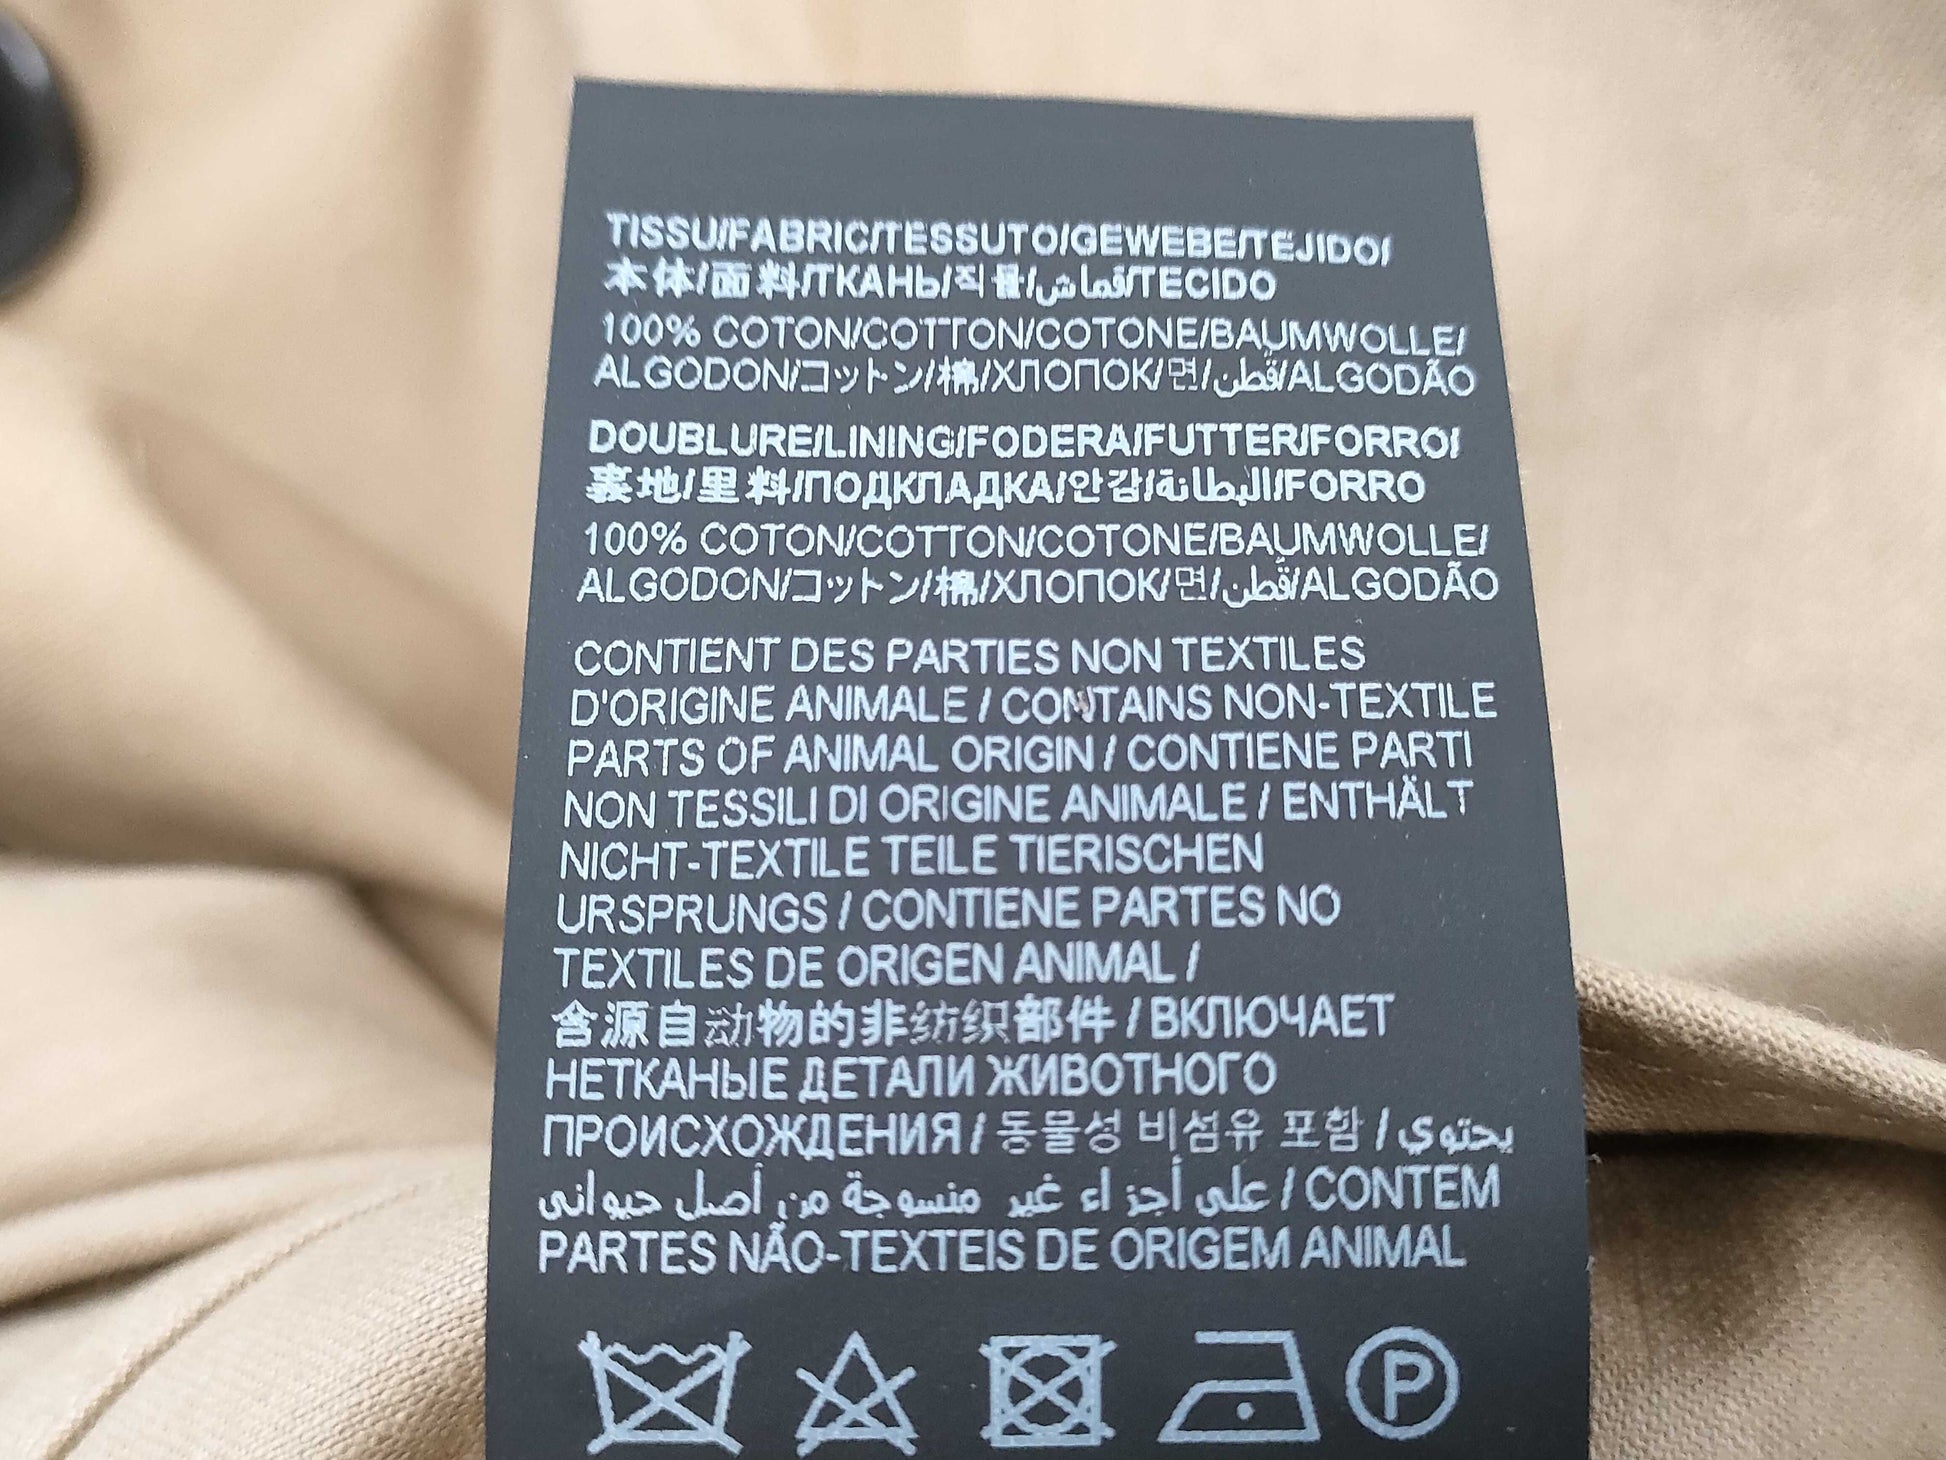 TISSU/FABRIC/TESSUTO/GEWEBE/TEJIDO/
本体/面料/ТКАНЬ/직물/قماش/TECIDO
100% COTON/COTTON/COTONE/BAUMWOLLE/
ALGODON/コットン/棉/ХЛОПОК/면/قطن/ALGODÃO
DOUBLURE/LINING/FODERA/FUTTER/FORRO/
裏地/里料/ПОДКЛАДКА/안감/البطانة/FORRO
100% COTON/COTTON/COTONE/BAUMWOLLE/
ALGODON/コットン/棉/ХЛОПОК/면/قطن/ALGODÃO
CONTIENT DES PARTIES NON TEXTILES
D'ORIGINE ANIMALE / CONTAINS NON-TEXTILE
PARTS OF ANIMAL ORIGIN / CONTIENE PARTI
NON TESSILI DI ORIGINE ANIMALE / ENTHÄLT
NICHT-TEXTILE TEILE TIERISCHEN
URSPRUNGS / CONTIENE PARTES NO
TEXTILES DE ORIGEN ANIMAL /
含源自动物的非纺织部件 / ВКЛЮЧАЕТ
НЕТКАНЫЕ ДЕТАЛИ ЖИВОТНОГО
ПРОИСХОЖДЕНИЯ / 동물성 비섬유 포함 / يحتوي
على أجزاء غير منسوجة من أصل حيواني / CONTEM
PARTES NÃO-TEXTEIS DE ORIGEM ANIMAL
P